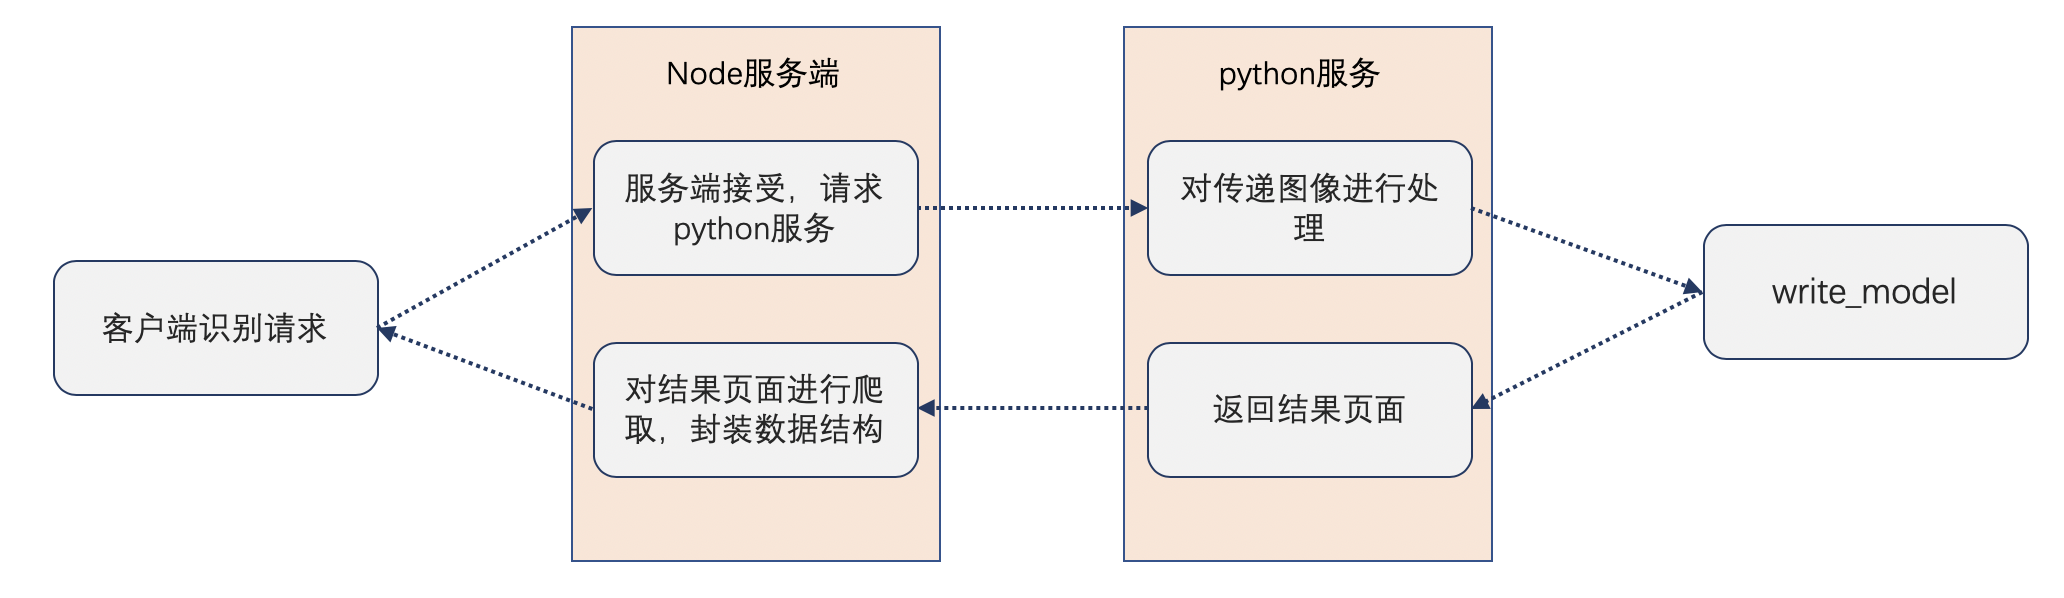 Node服务端
python服务
服务端接受，请求
python服务
对传递图像进行处
理
客户端识别请求
write_model
对结果页面进行爬
取，封装数据结构
返回结果页面